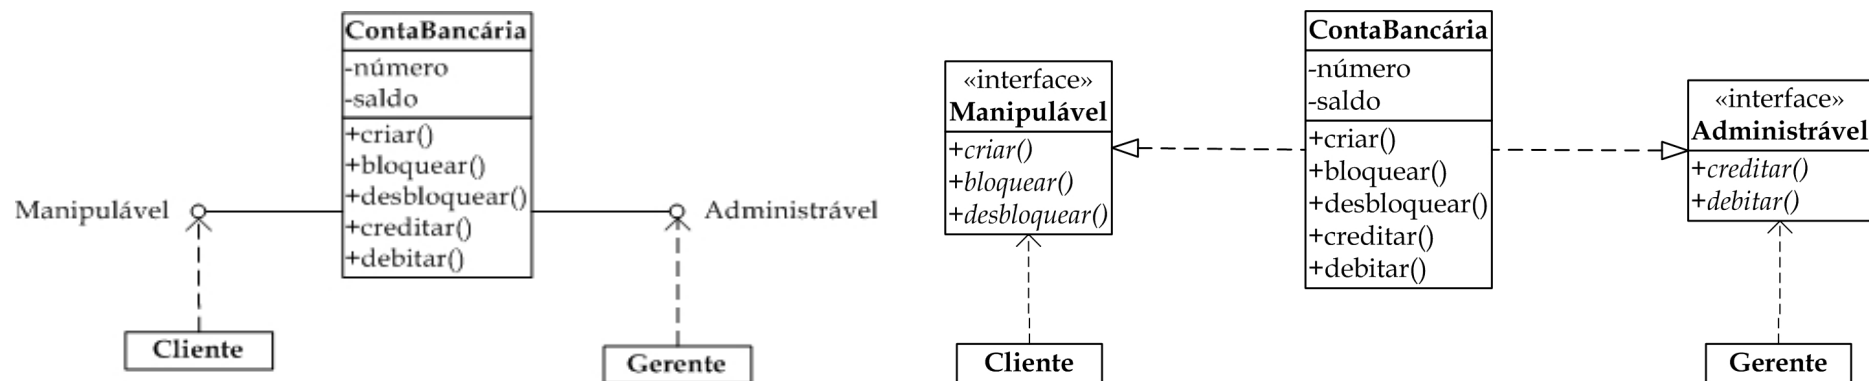 ContaBancária
-número
-saldo
+criar()
+bloquear()
+desbloquear()
+creditar()
+debitar()
Manipulável
Administrável
Cliente
Gerente
«interface»
Manipulável
+criar()
+bloquear()
+desbloquear()
ContaBancária
-número
-saldo
+criar()
+bloquear()
+desbloquear()
+creditar()
+debitar()
«interface»
Administrável
+creditar()
+debitar()
Cliente
Gerente